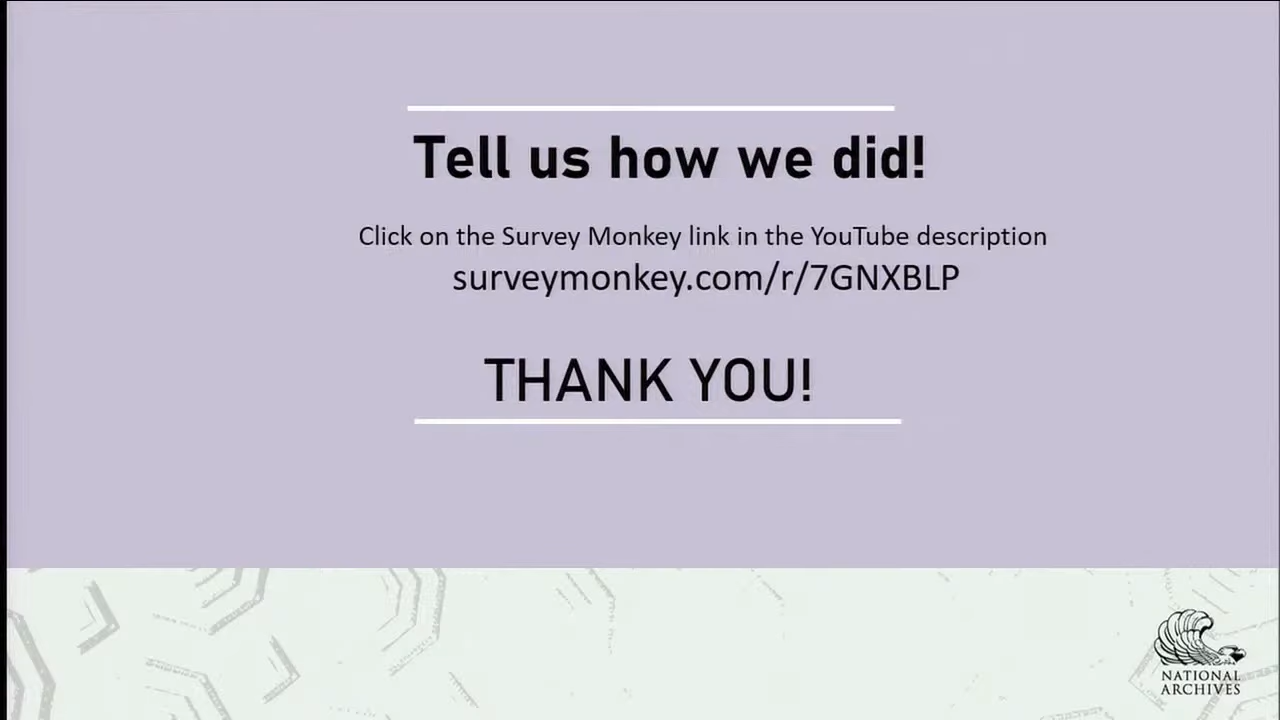 Tell us how we did!
Click on the Survey Monkey link in the YouTube description
surveymonkey.com/r/7GNXBLP
THANK YOU!
NATIONAL
ARCHIVES